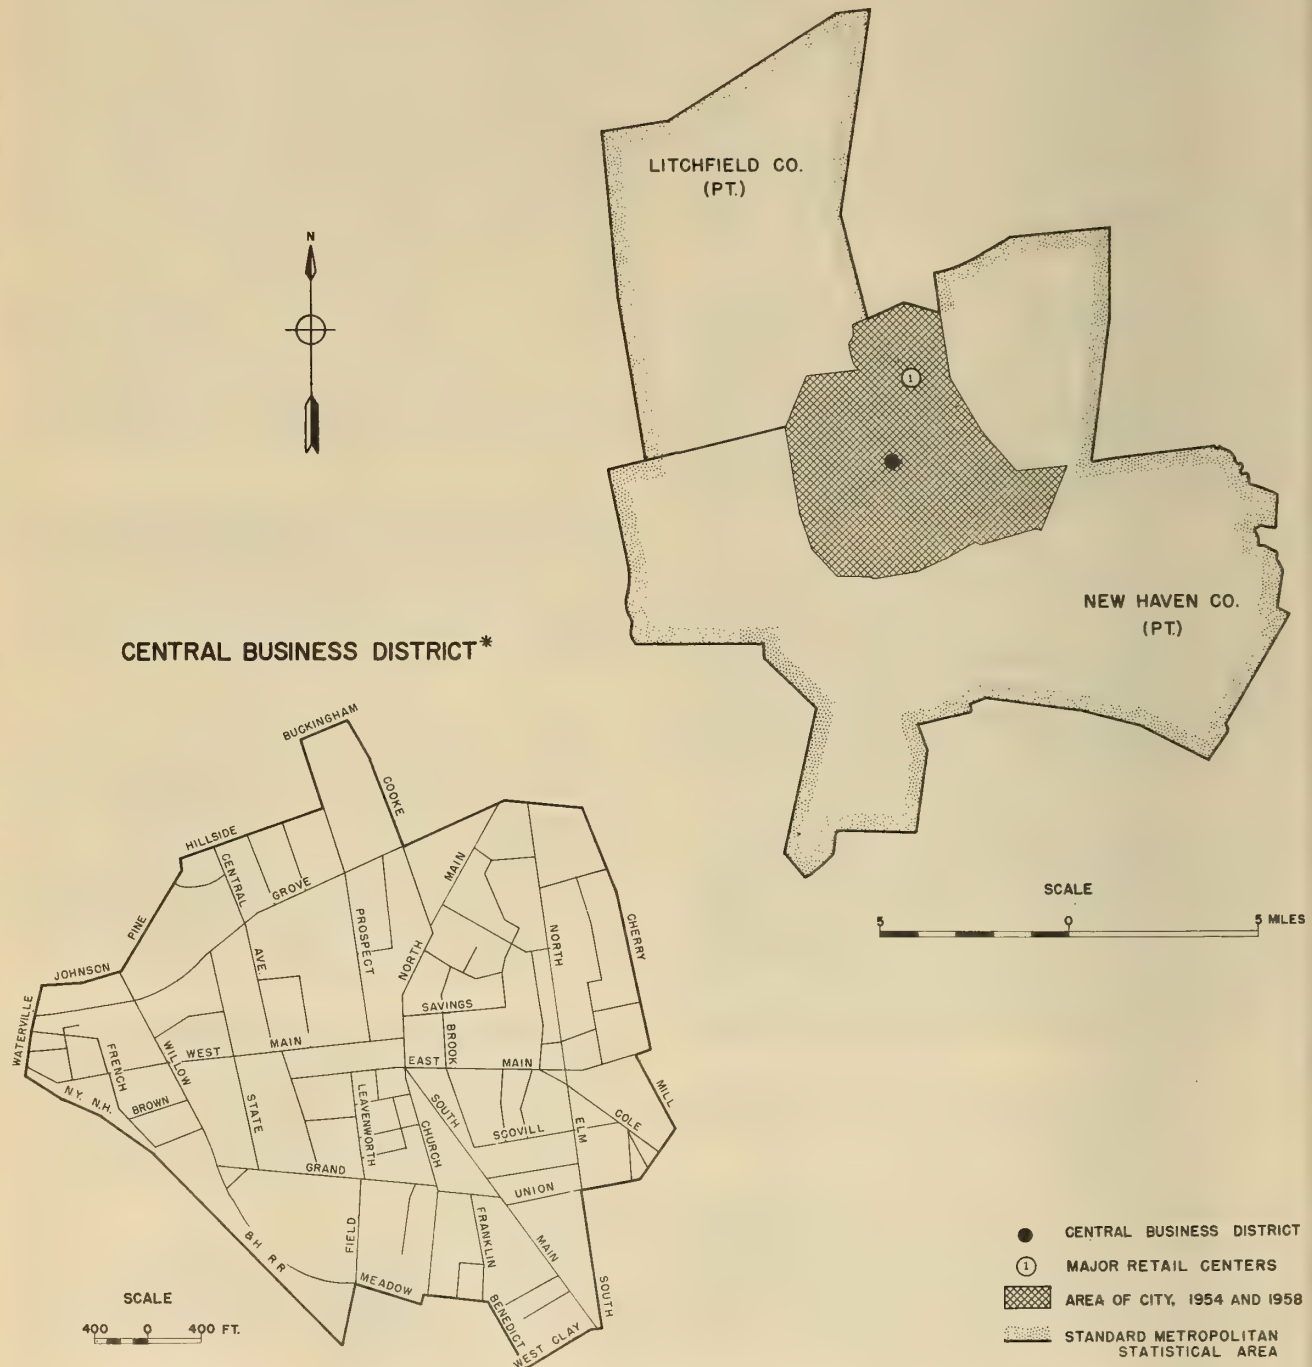 LITCHFIELD CO.
(PT.)
N
1
NEW HAVEN CO.
(PT.)
CENTRAL BUSINESS DISTRICT*
SCALE
5 0 5 MILES
BUCKINGHAM
COOKE
HILLSIDE
CENTRAL
AVE.
GROVE
PINE
PROSPECT
NORTH
MAIN
NORTH
CHERRY
JOHNSON
WATERVILLE
SAVINGS
BROOK
WEST MAIN
EAST MAIN
FRENCH
WILLOW
BROWN
N.Y. N.H.
STATE
LEAVENWORTH
CHURCH
SOUTH
SCOVILL
ELM
COLE
MILL
GRAND
UNION
FIELD
FRANKLIN
MAIN
B.H. R R
MEADOW
BENEDICT
WEST CLAY
SOUTH
SCALE
400 0 400 FT.
CENTRAL BUSINESS DISTRICT
1 MAJOR RETAIL CENTERS
AREA OF CITY, 1954 AND 1958
STANDARD METROPOLITAN
STATISTICAL AREA